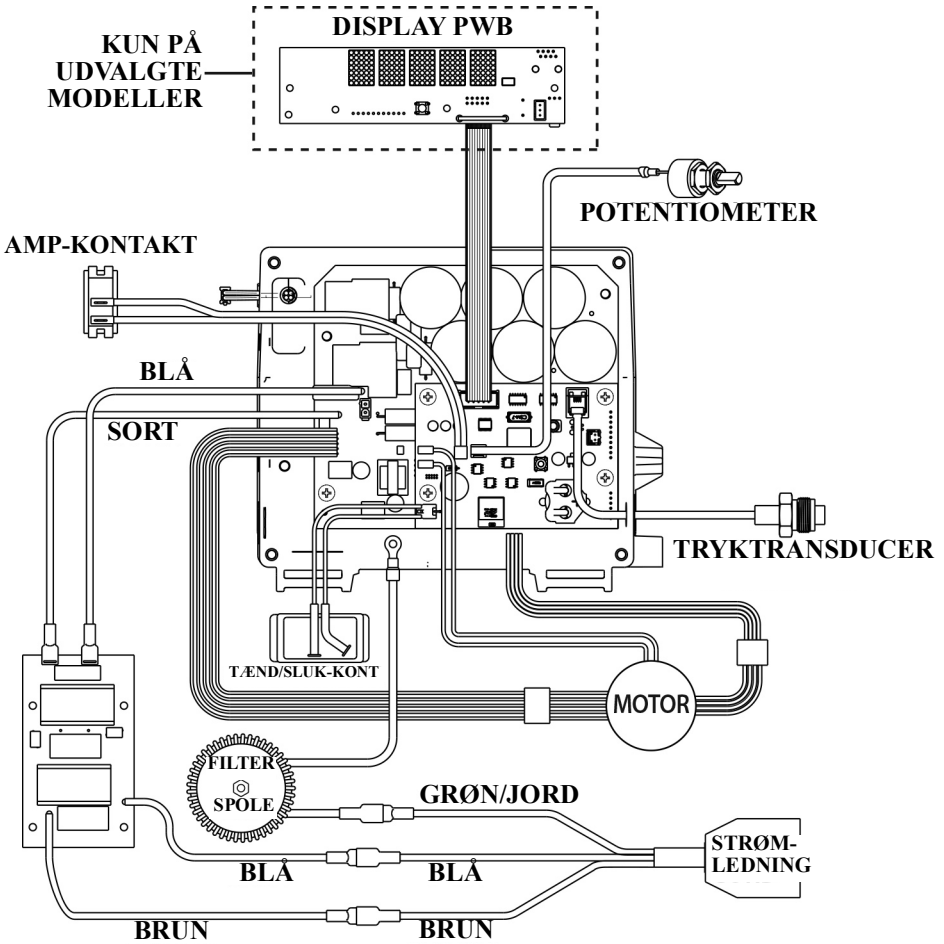 DISPLAY PWB
KUN PÅ
UDVALGTE
MODELLER
POTENTIOMETER
AMP-KONTAKT
BLÅ
SORT
TRYKTRANSDUCER
TÆND/SLUK-KONT
MOTOR
FILTER
SPOLE
GRØN/JORD
STRØM-
LEDNING
BLÅ
BLÅ
BRUN
BRUN